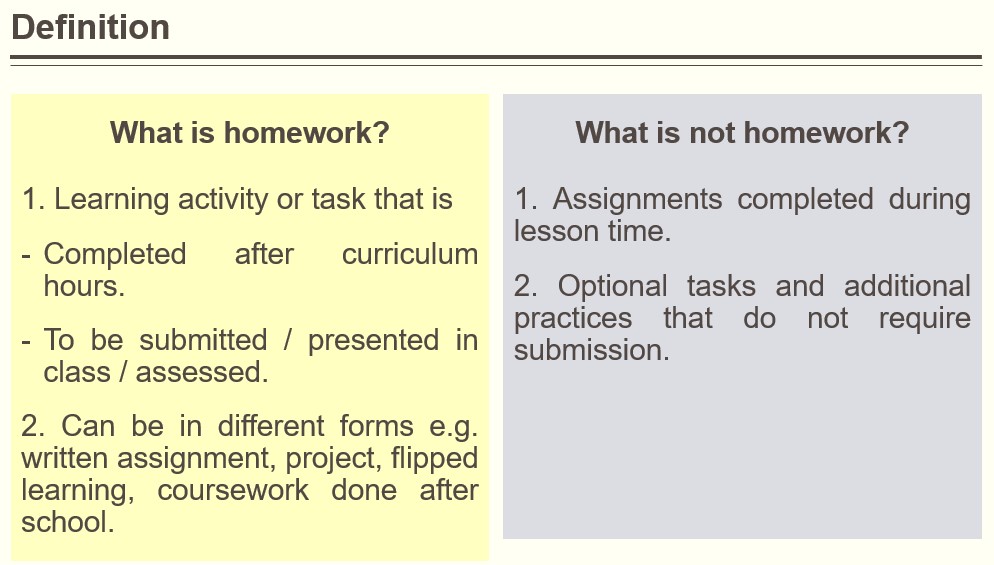 Definition
What is homework?
1. Learning activity or task that is
- Completed after curriculum
hours.
- To be submitted / presented in
class / assessed.
2. Can be in different forms e.g.
written assignment, project, flipped
learning, coursework done after
school.
What is not homework?
1. Assignments completed during
lesson time.
2. Optional tasks and additional
practices that do not require
submission.